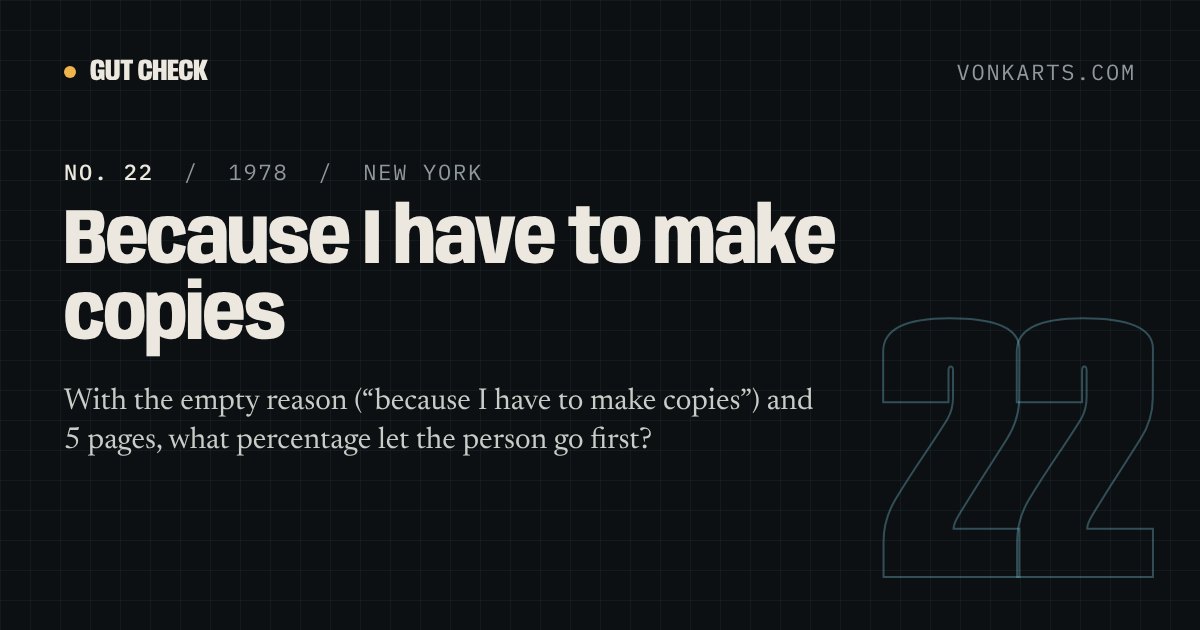 GUT CHECK
VONKARTS.COM
NO. 22 / 1978 / NEW YORK
Because I have to make
copies
With the empty reason (“because I have to make copies”) and
5 pages, what percentage let the person go first?
22